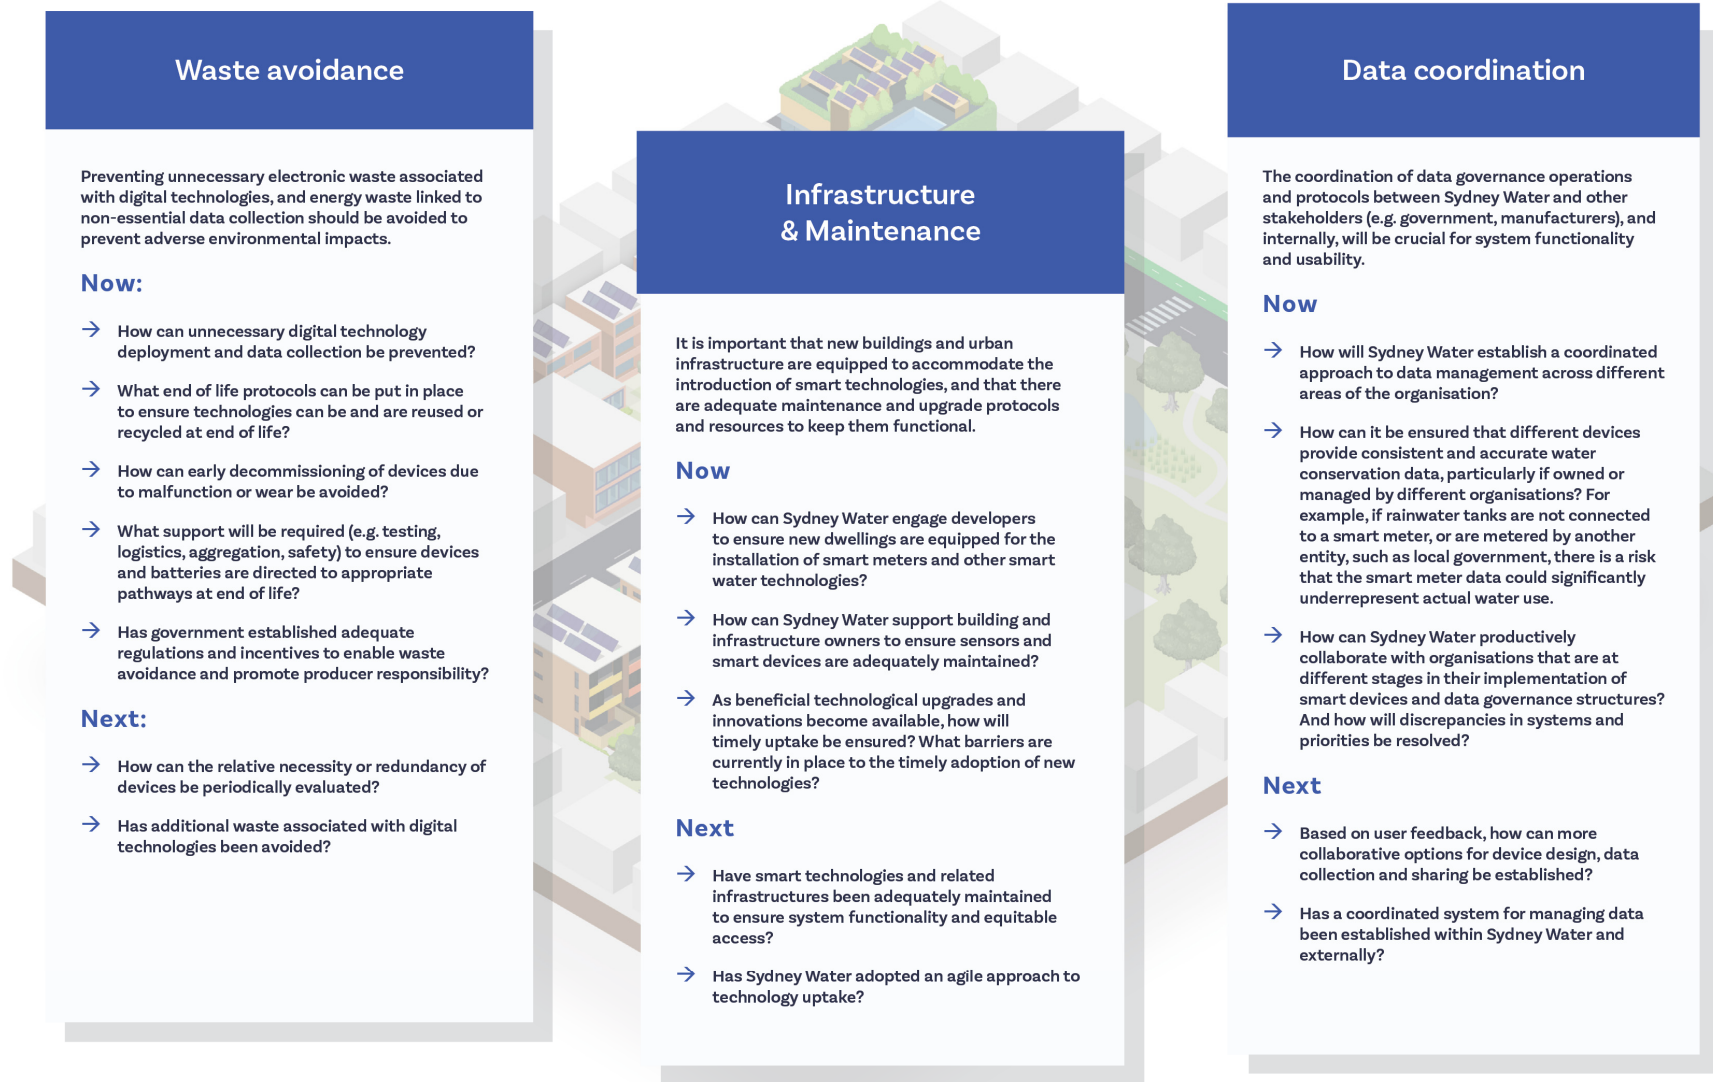 Waste avoidance
Preventing unnecessary electronic waste associated
with digital technologies, and energy waste linked to
non-essential data collection should be avoided to
prevent adverse environmental impacts.
Now:
→ How can unnecessary digital technology
deployment and data collection be prevented?
→ What end of life protocols can be put in place
to ensure technologies can be and are reused or
recycled at end of life?
→ How can early decommissioning of devices due
to malfunction or wear be avoided?
→ What support will be required (e.g. testing,
logistics, aggregation, safety) to ensure devices
and batteries are directed to appropriate
pathways at end of life?
→ Has government established adequate
regulations and incentives to enable waste
avoidance and promote producer responsibility?
Next:
→ How can the relative necessity or redundancy of
devices be periodically evaluated?
→ Has additional waste associated with digital
technologies been avoided?
Infrastructure
& Maintenance
It is important that new buildings and urban
infrastructure are equipped to accommodate the
introduction of smart technologies, and that there
are adequate maintenance and upgrade protocols
and resources to keep them functional.
Now
→ How can Sydney Water engage developers
to ensure new dwellings are equipped for the
installation of smart meters and other smart
water technologies?
→ How can Sydney Water support building and
infrastructure owners to ensure sensors and
smart devices are adequately maintained?
→ As beneficial technological upgrades and
innovations become available, how will
timely uptake be ensured? What barriers are
currently in place to the timely adoption of new
technologies?
Next
→ Have smart technologies and related
infrastructures been adequately maintained
to ensure system functionality and equitable
access?
→ Has Sydney Water adopted an agile approach to
technology uptake?
Data coordination
The coordination of data governance operations
and protocols between Sydney Water and other
stakeholders (e.g. government, manufacturers), and
internally, will be crucial for system functionality
and usability.
Now
→ How will Sydney Water establish a coordinated
approach to data management across different
areas of the organisation?
→ How can it be ensured that different devices
provide consistent and accurate water
conservation data, particularly if owned or
managed by different organisations? For
example, if rainwater tanks are not connected
to a smart meter, or are metered by another
entity, such as local government, there is a risk
that the smart meter data could significantly
underrepresent actual water use.
→ How can Sydney Water productively
collaborate with organisations that are at
different stages in their implementation of
smart devices and data governance structures?
And how will discrepancies in systems and
priorities be resolved?
Next
→ Based on user feedback, how can more
collaborative options for device design, data
collection and sharing be established?
→ Has a coordinated system for managing data
been established within Sydney Water and
externally?